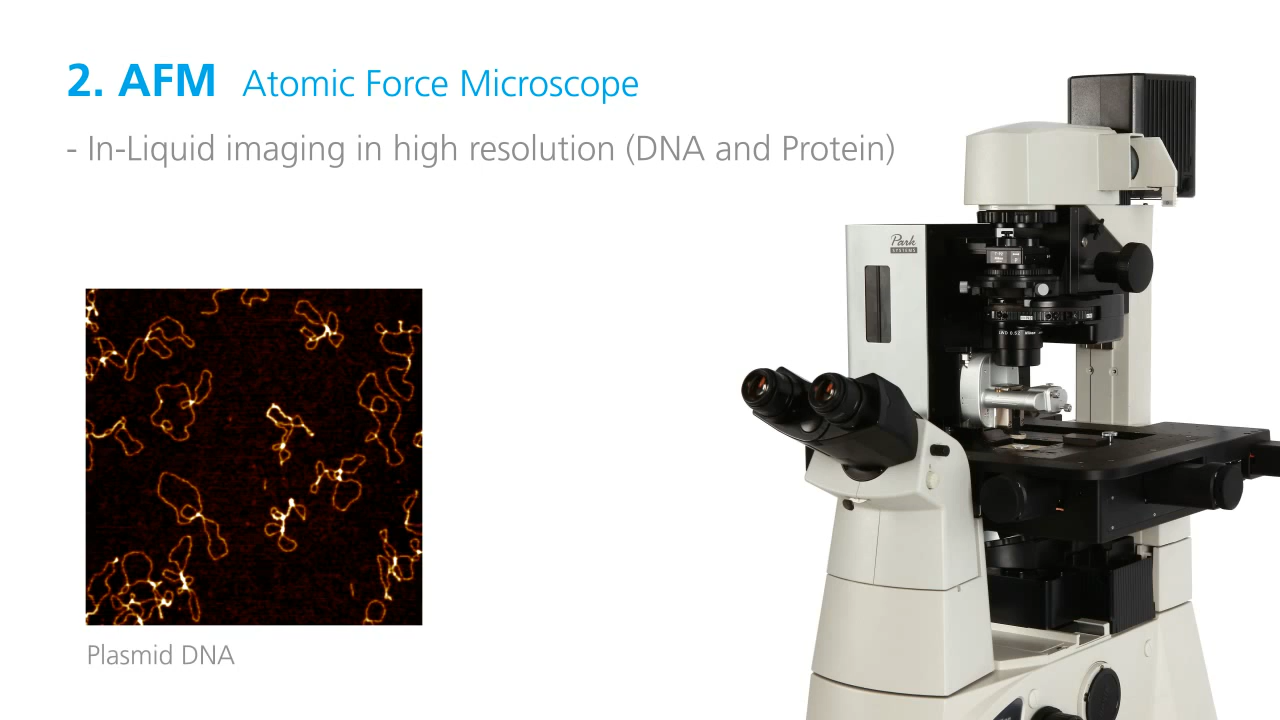 2. AFM Atomic Force Microscope
- In-Liquid imaging in high resolution (DNA and Protein)
Park
SYSTEMS
Plasmid DNA